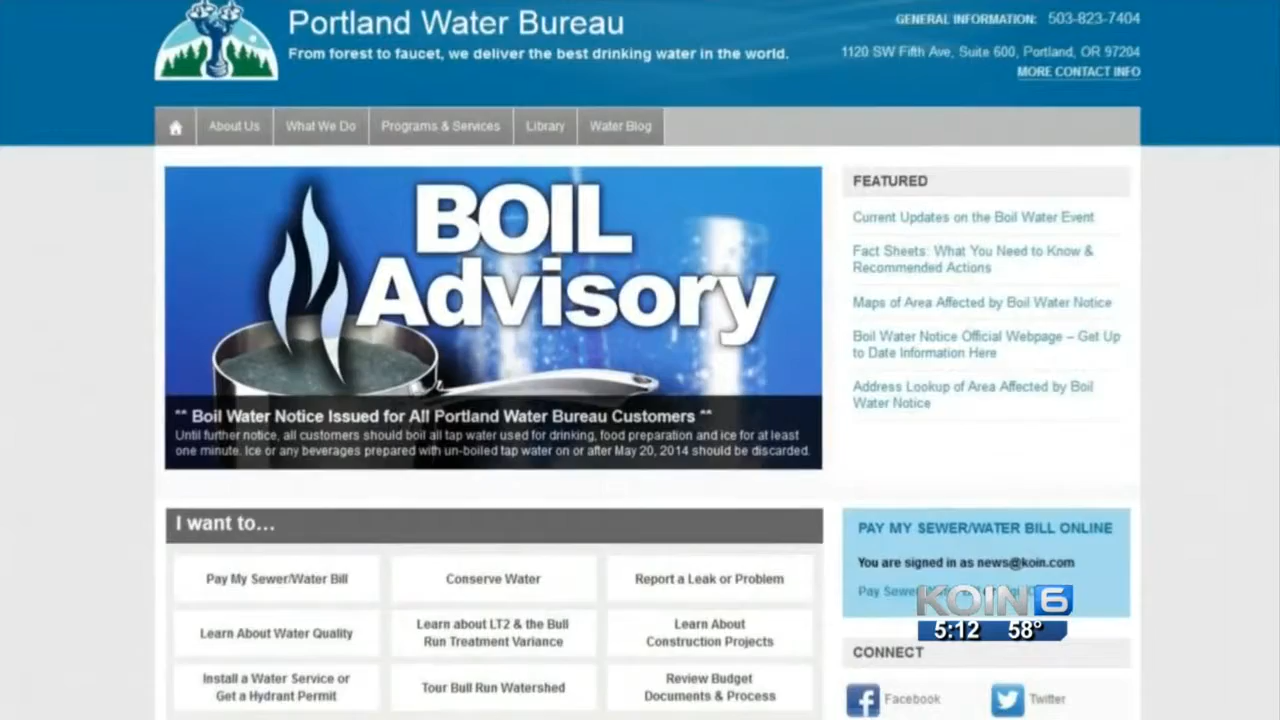 Portland Water Bureau
From forest to faucet, we deliver the best drinking water in the world.
GENERAL INFORMATION: 503-823-7404
1120 SW Fifth Ave, Suite 600, Portland, OR 97204
MORE CONTACT INFO
About Us
What We Do
Programs & Services
Library
Water Blog
BOIL
Advisory
** Boil Water Notice Issued for All Portland Water Bureau Customers **
Until further notice, all customers should boil all tap water used for drinking, food preparation and ice for at least
one minute. Ice or any beverages prepared with un-boiled tap water on or after May 20, 2014 should be discarded.
FEATURED
Current Updates on the Boil Water Event
Fact Sheets: What You Need to Know &
Recommended Actions
Maps of Area Affected by Boil Water Notice
Boil Water Notice Official Webpage – Get Up
to Date Information Here
Address Lookup of Area Affected by Boil
Water Notice
I want to...
Pay My Sewer/Water Bill
Conserve Water
Report a Leak or Problem
Learn About Water Quality
Learn about LT2 & the Bull
Run Treatment Variance
Learn About
Construction Projects
Install a Water Service or
Get a Hydrant Permit
Tour Bull Run Watershed
Review Budget
Documents & Process
PAY MY SEWER/WATER BILL ONLINE
You are signed in as news@koin.com
Pay
KOIN 6
5:12 58°
CONNECT
Facebook
Twitter